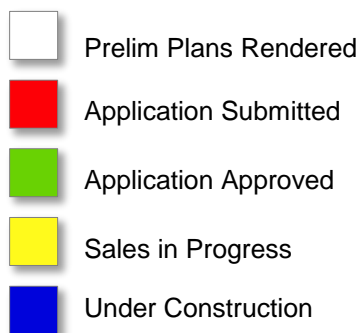 Prelim Plans Rendered
Application Submitted
Application Approved
Sales in Progress
Under Construction